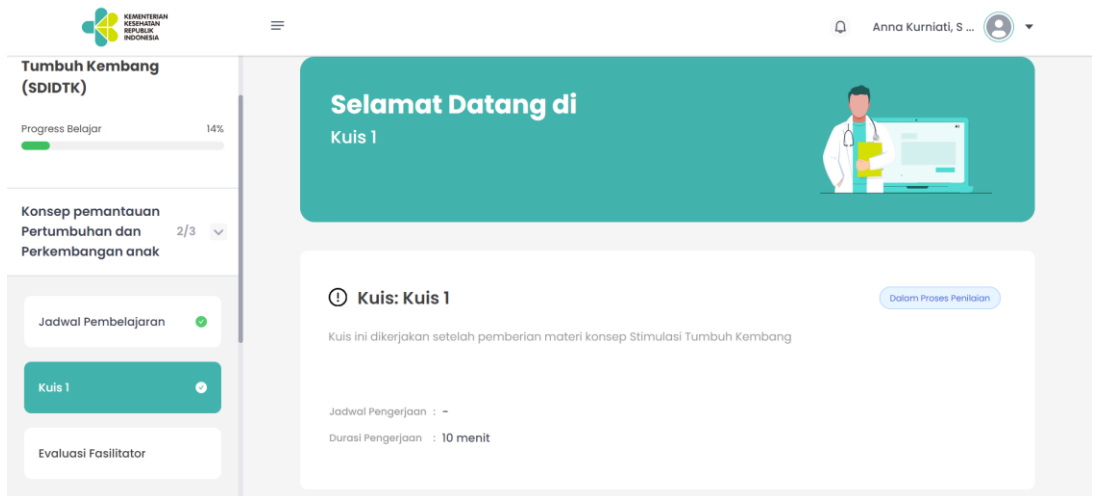 KEMENTERIAN
KESEHATAN
REPUBLIK
INDONESIA
Anna Kurniati, S ...
Tumbuh Kembang
(SDIDTK)
Progress Belajar 14%
Konsep pemantauan
Pertumbuhan dan 2/3
Perkembangan anak
Jadwal Pembelajaran
Kuis 1
Evaluasi Fasilitator
Selamat Datang di
Kuis 1
Kuis: Kuis 1
Dalam Proses Penilaian
Kuis ini dikerjakan setelah pemberian materi konsep Stimulasi Tumbuh Kembang
Jadwal Pengerjaan : -
Durasi Pengerjaan : 10 menit